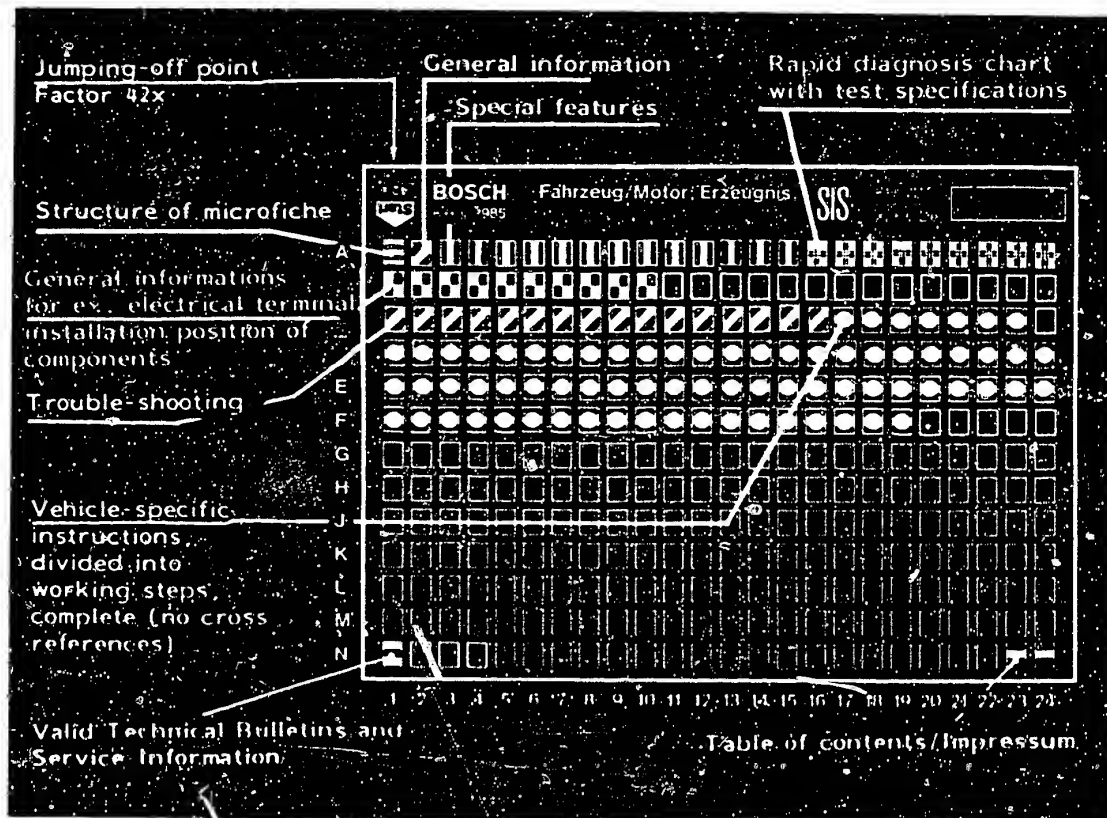 Jumping-off point
Factor 42x
General information
Special features
Rapid diagnosis chart
with test specifications
BOSCH
1985
Fahrzeug/Motor/Erzeugnis
SIS
Structure of microfiche
A
General informations
for ex. electrical terminal
installation position of
components
Trouble-shooting
E
F
G
H
Vehicle-specific
instructions
divided into
working steps,
complete (no cross
references)
J
K
L
M
N
1 2 3 4 5 6 7 8 9 10 11 12 13 14 15 16 17 18 19 20 21 22 23 24
Valid Technical Bulletins and
Service Information
Table of contents/Impressum